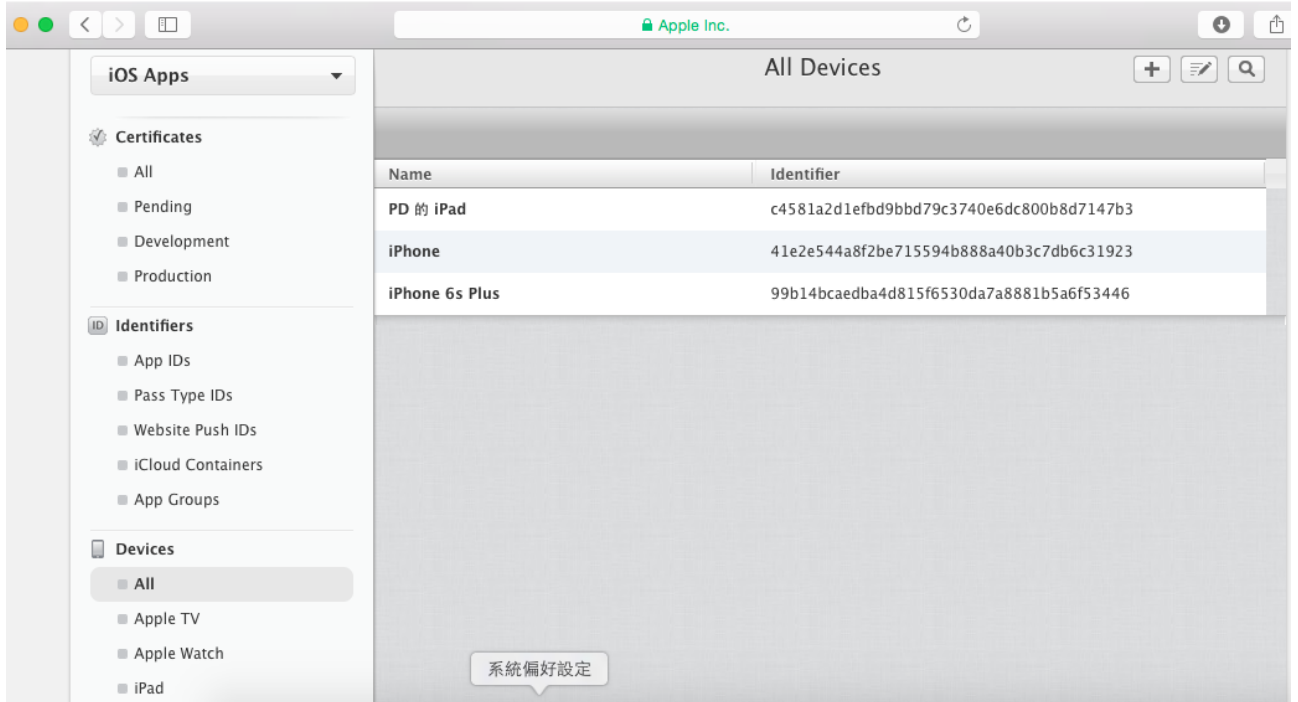 Apple Inc.
iOS Apps
All Devices
Certificates
All
Pending
Development
Production
ID Identifiers
App IDs
Pass Type IDs
Website Push IDs
iCloud Containers
App Groups
Devices
All
Apple TV
Apple Watch
iPad
Name Identifier
PD 的 iPad c4581a2d1efbd9bbd79c3740e6dc800b8d7147b3
iPhone 41e2e544a8f2be715594b888a40b3c7db6c31923
iPhone 6s Plus 99b14bcaedba4d815f6530da7a8881b5a6f53446
系統偏好設定